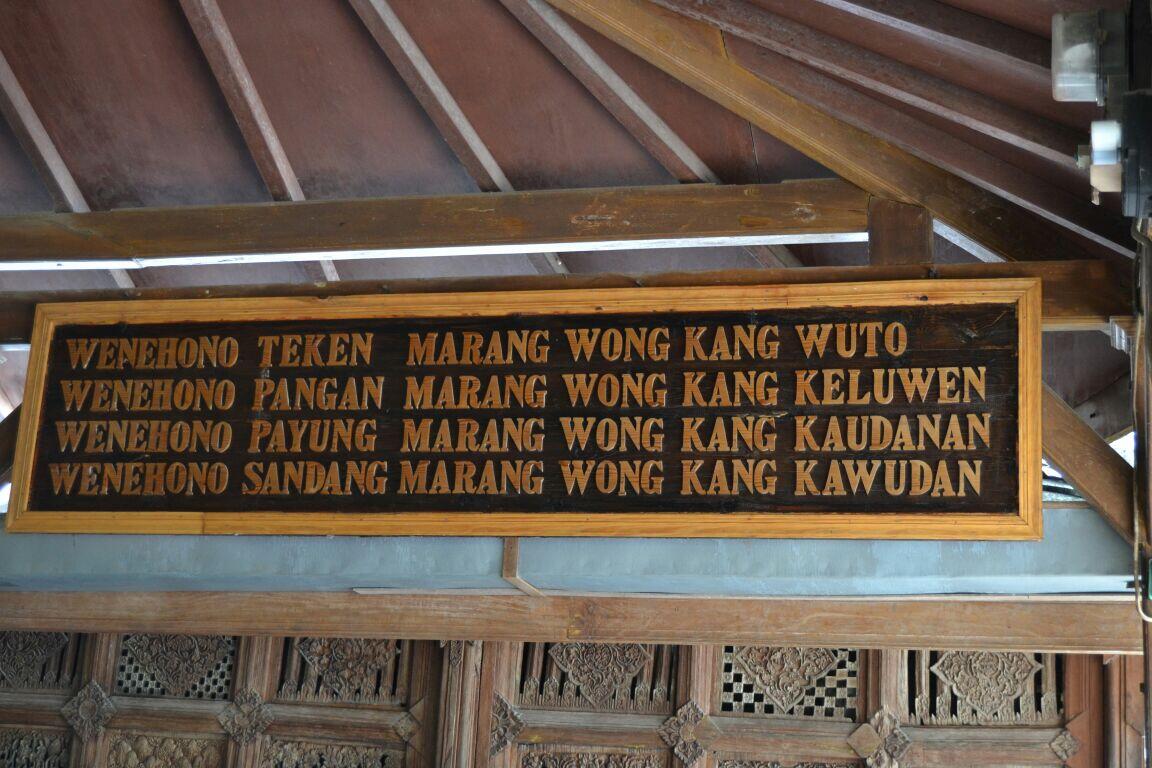 WENEHONO TEKEN MARANG WONG KANG WUTO
WENEHONO PANGAN MARANG WONG KANG KELUWEN
WENEHONO PAYUNG MARANG WONG KANG KAUDANAN
WENEHONO SANDANG MARANG WONG KANG KAWUDAN